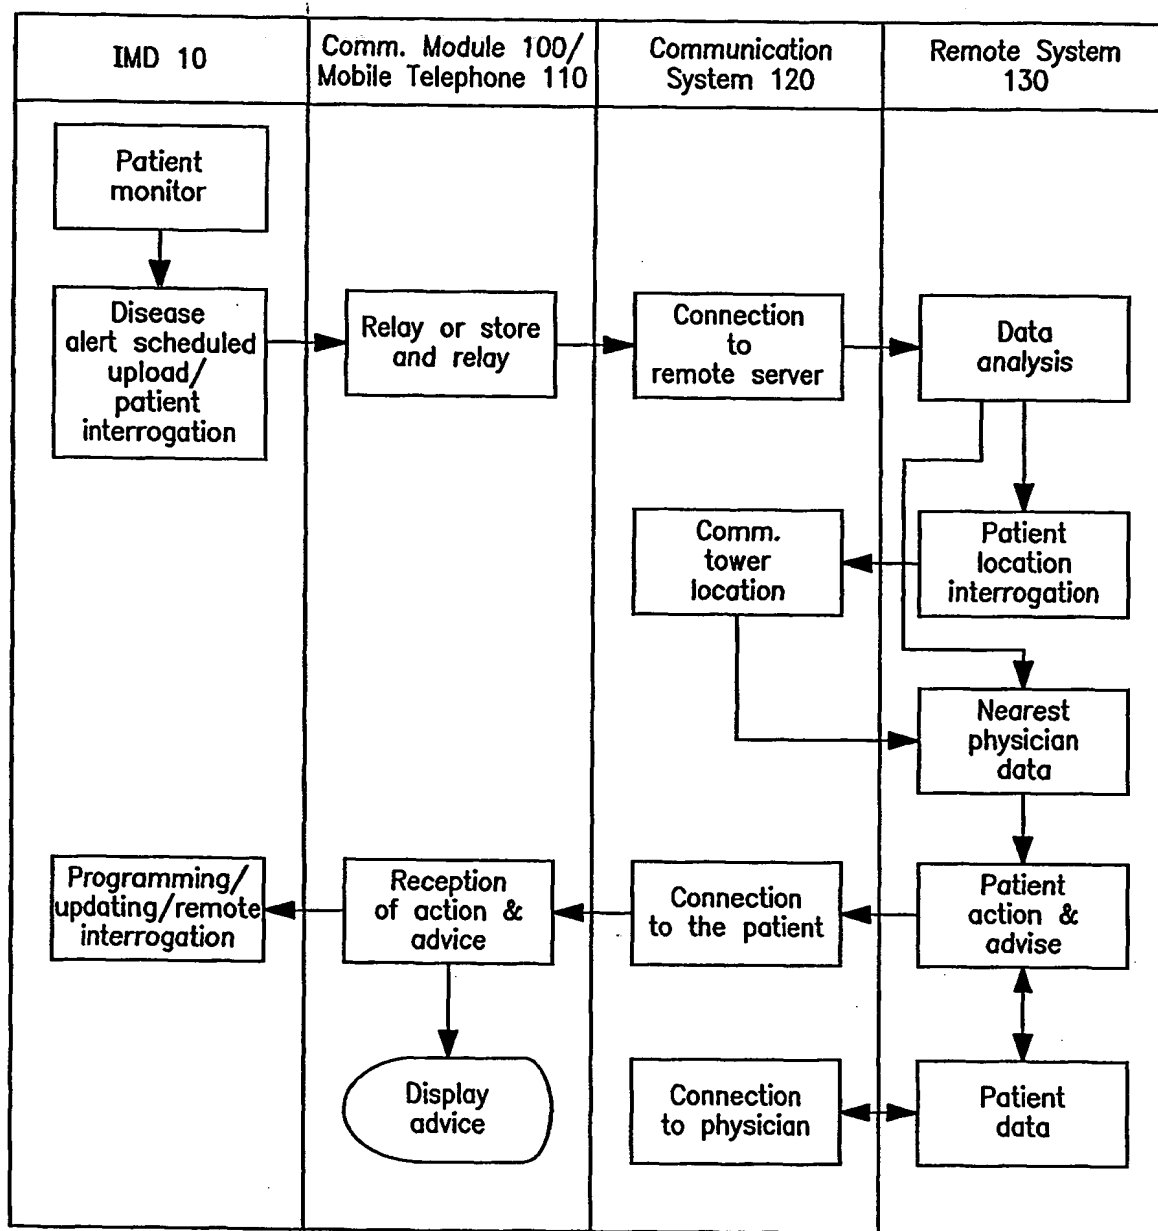 IMD 10
Comm. Module 100/
Mobile Telephone 110
Communication
System 120
Remote System
130
Patient
monitor
Disease
alert scheduled
upload/
patient
interrogation
Relay or store
and relay
Connection
to
remote server
Data
analysis
Comm.
tower
location
Patient
location
interrogation
Nearest
physician
data
Programming/
updating/remote
interrogation
Reception
of action &
advice
Connection
to the patient
Patient
action &
advise
Display
advice
Connection
to physician
Patient
data